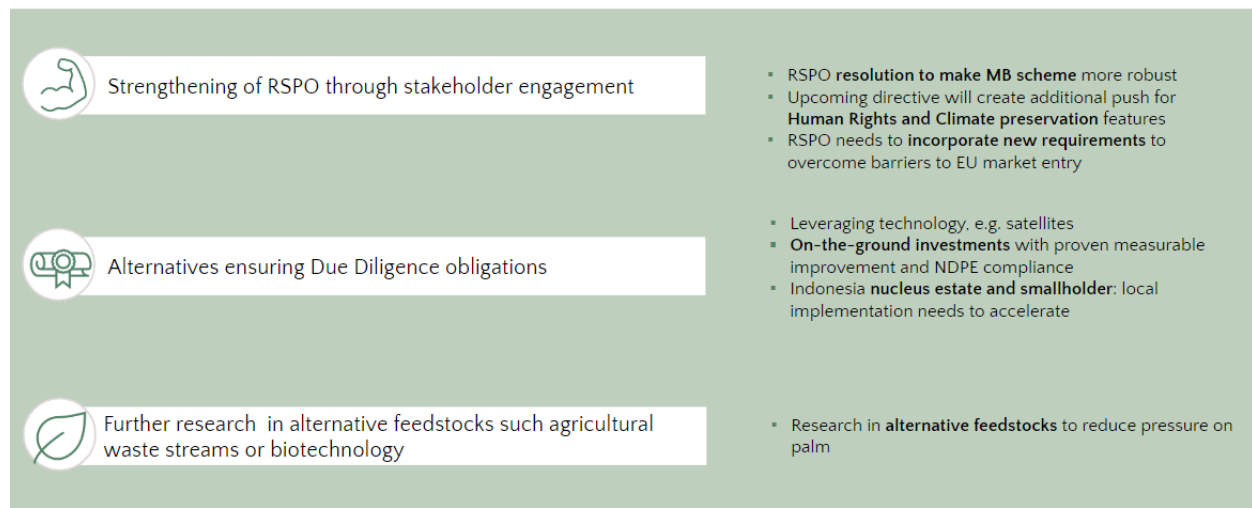 Strengthening of RSPO through stakeholder engagement
▪ RSPO resolution to make MB scheme more robust
▪ Upcoming directive will create additional push for
Human Rights and Climate preservation features
▪ RSPO needs to incorporate new requirements to
overcome barriers to EU market entry
Alternatives ensuring Due Diligence obligations
▪ Leveraging technology, e.g. satellites
▪ On-the-ground investments with proven measurable
improvement and NDPE compliance
▪ Indonesia nucleus estate and smallholder: local
implementation needs to accelerate
Further research in alternative feedstocks such agricultural
waste streams or biotechnology
▪ Research in alternative feedstocks to reduce pressure on
palm